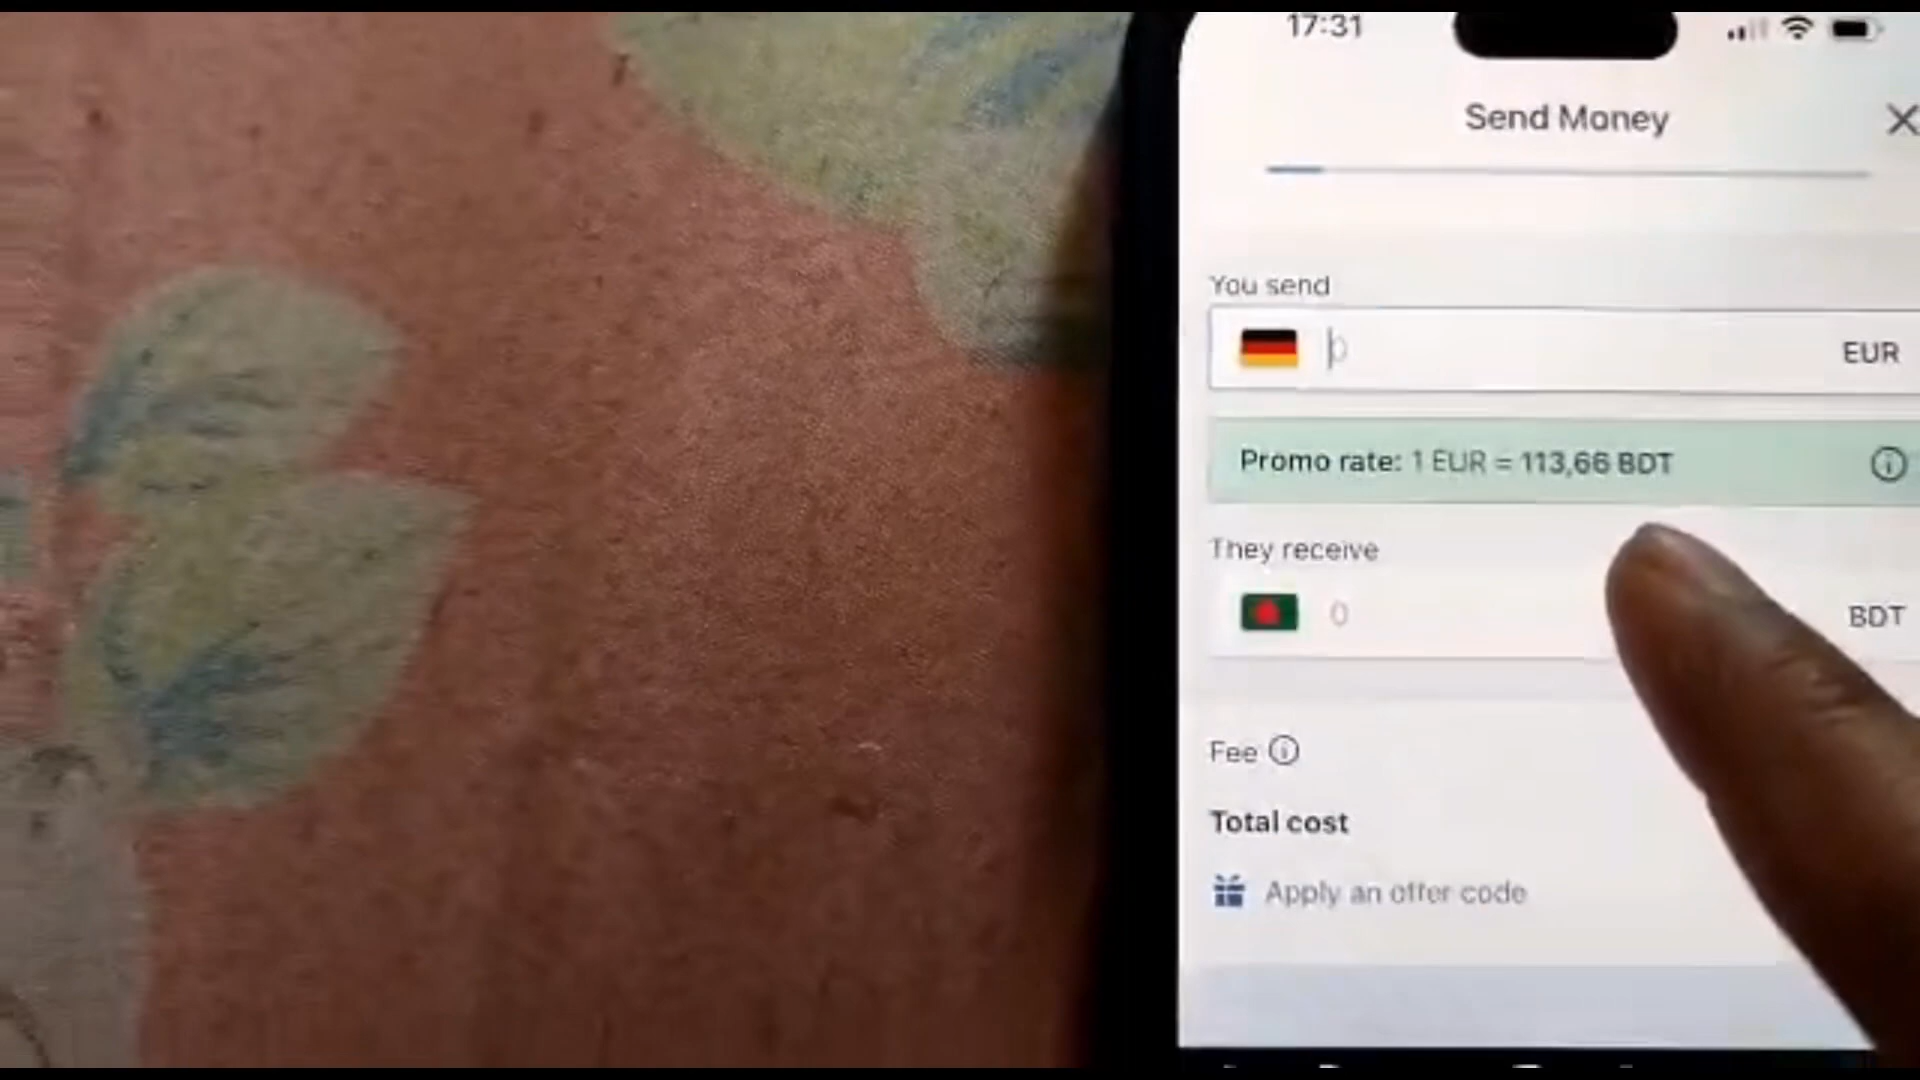 17:31
Send Money
You send
0 EUR
Promo rate: 1 EUR = 113,66 BDT
They receive
0 BDT
Fee
Total cost
Apply an offer code